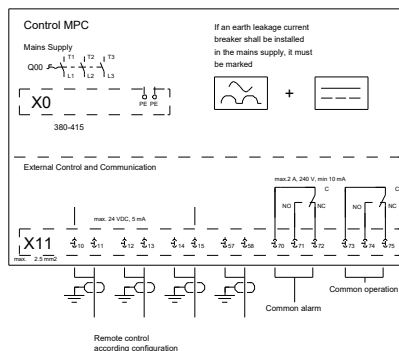 Control MPC
Mains Supply
Q00
T1 T2 T3
L1 L2 L3
X0
PE PE
380-415
If an earth leakage current
breaker shall be installed
in the mains supply, it must
be marked
+
External Control and Communication
max. 24 VDC, 5 mA
max.2 A, 240 V, min 10 mA
C C
NO NC NO NC
X11
10 11 12 13 14 15 57 58 70 71 72 73 74 75
max. 2.5 mm2
Common alarm
Common operation
Remote control
according configuration